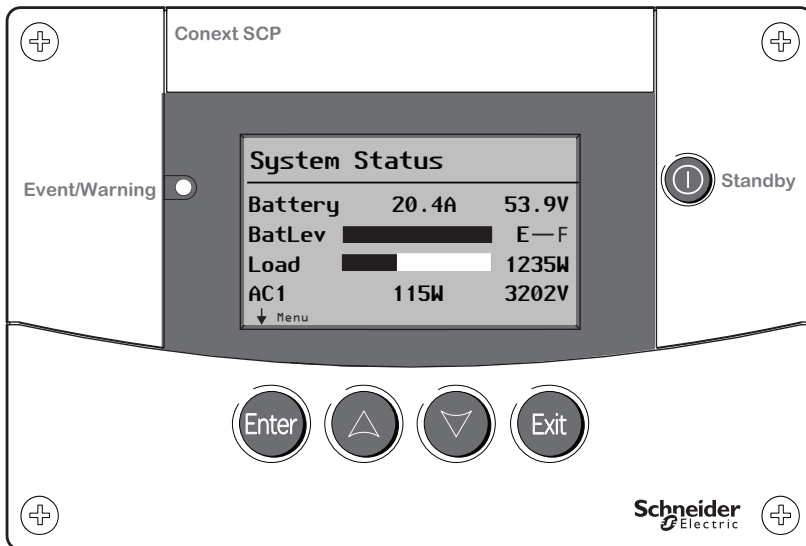 Conext SCP
Event/Warning
Standby
System Status
Battery 20.4A 53.9V
BatLev E—F
Load 1235W
AC1 115W 3202V
↓ Menu
Enter
Exit
Schneider
Electric